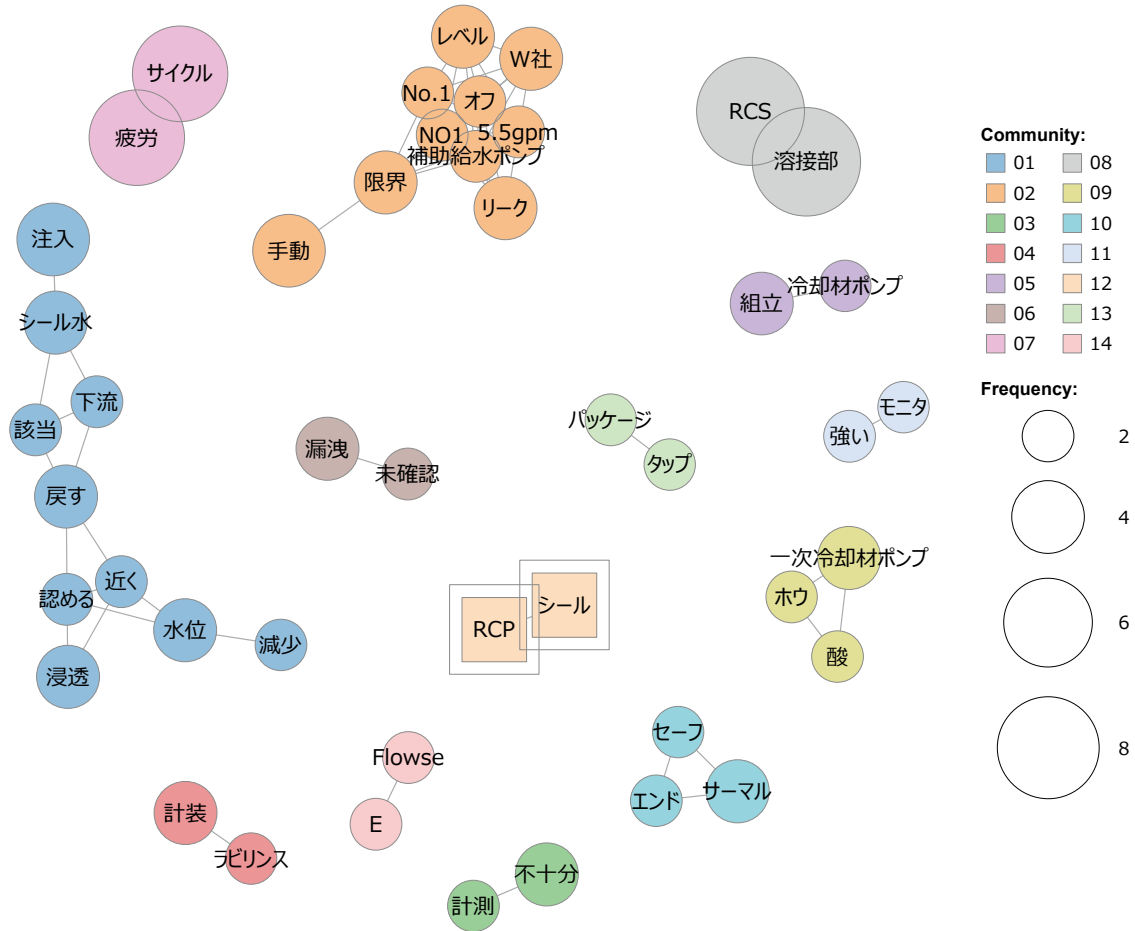 レベル
サイクル
W社
No.1
オフ
RCS
NO1
5.5gpm
疲労
補助給水ポンプ
溶接部
限界
リーク
注入
手動
冷却材ポンプ
組立
シール水
下流
該当
パッケージ
モニタ
強い
漏洩
タップ
未確認
戻す
一次冷却材ポンプ
近く
認める
ホウ
シール
RCP
水位
減少
酸
浸透
セーフ
Flowse
サーマル
エンド
計装
E
ラビリンス
不十分
計測
Community:
01 08
02 09
03 10
04 11
05 12
06 13
07 14
Frequency:
2
4
6
8